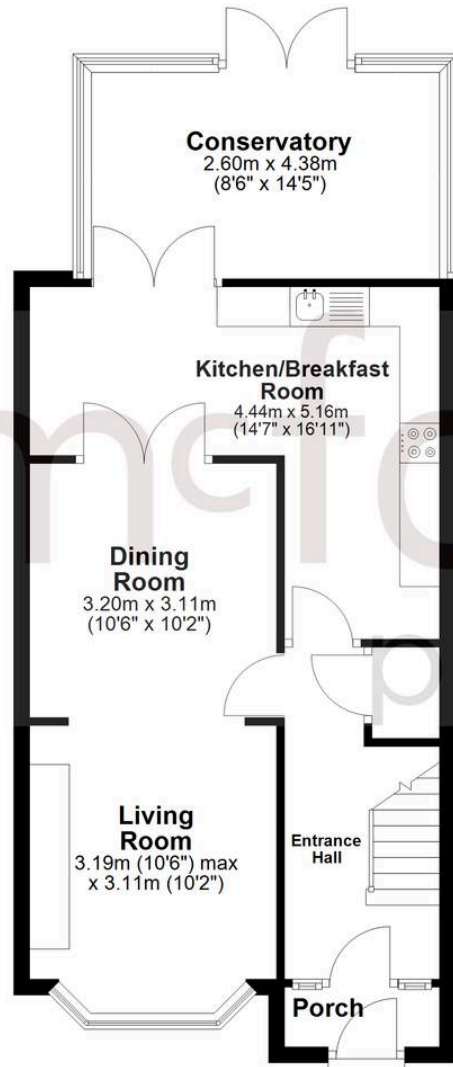 Conservatory
2.60m x 4.38m
(8'6" x 14'5")
Kitchen/Breakfast
Room
4.44m x 5.16m
(14'7" x 16'11")
Dining
Room
3.20m x 3.11m
(10'6" x 10'2")
Living
Room
3.19m (10'6") max
x 3.11m (10'2")
Entrance
Hall
Porch